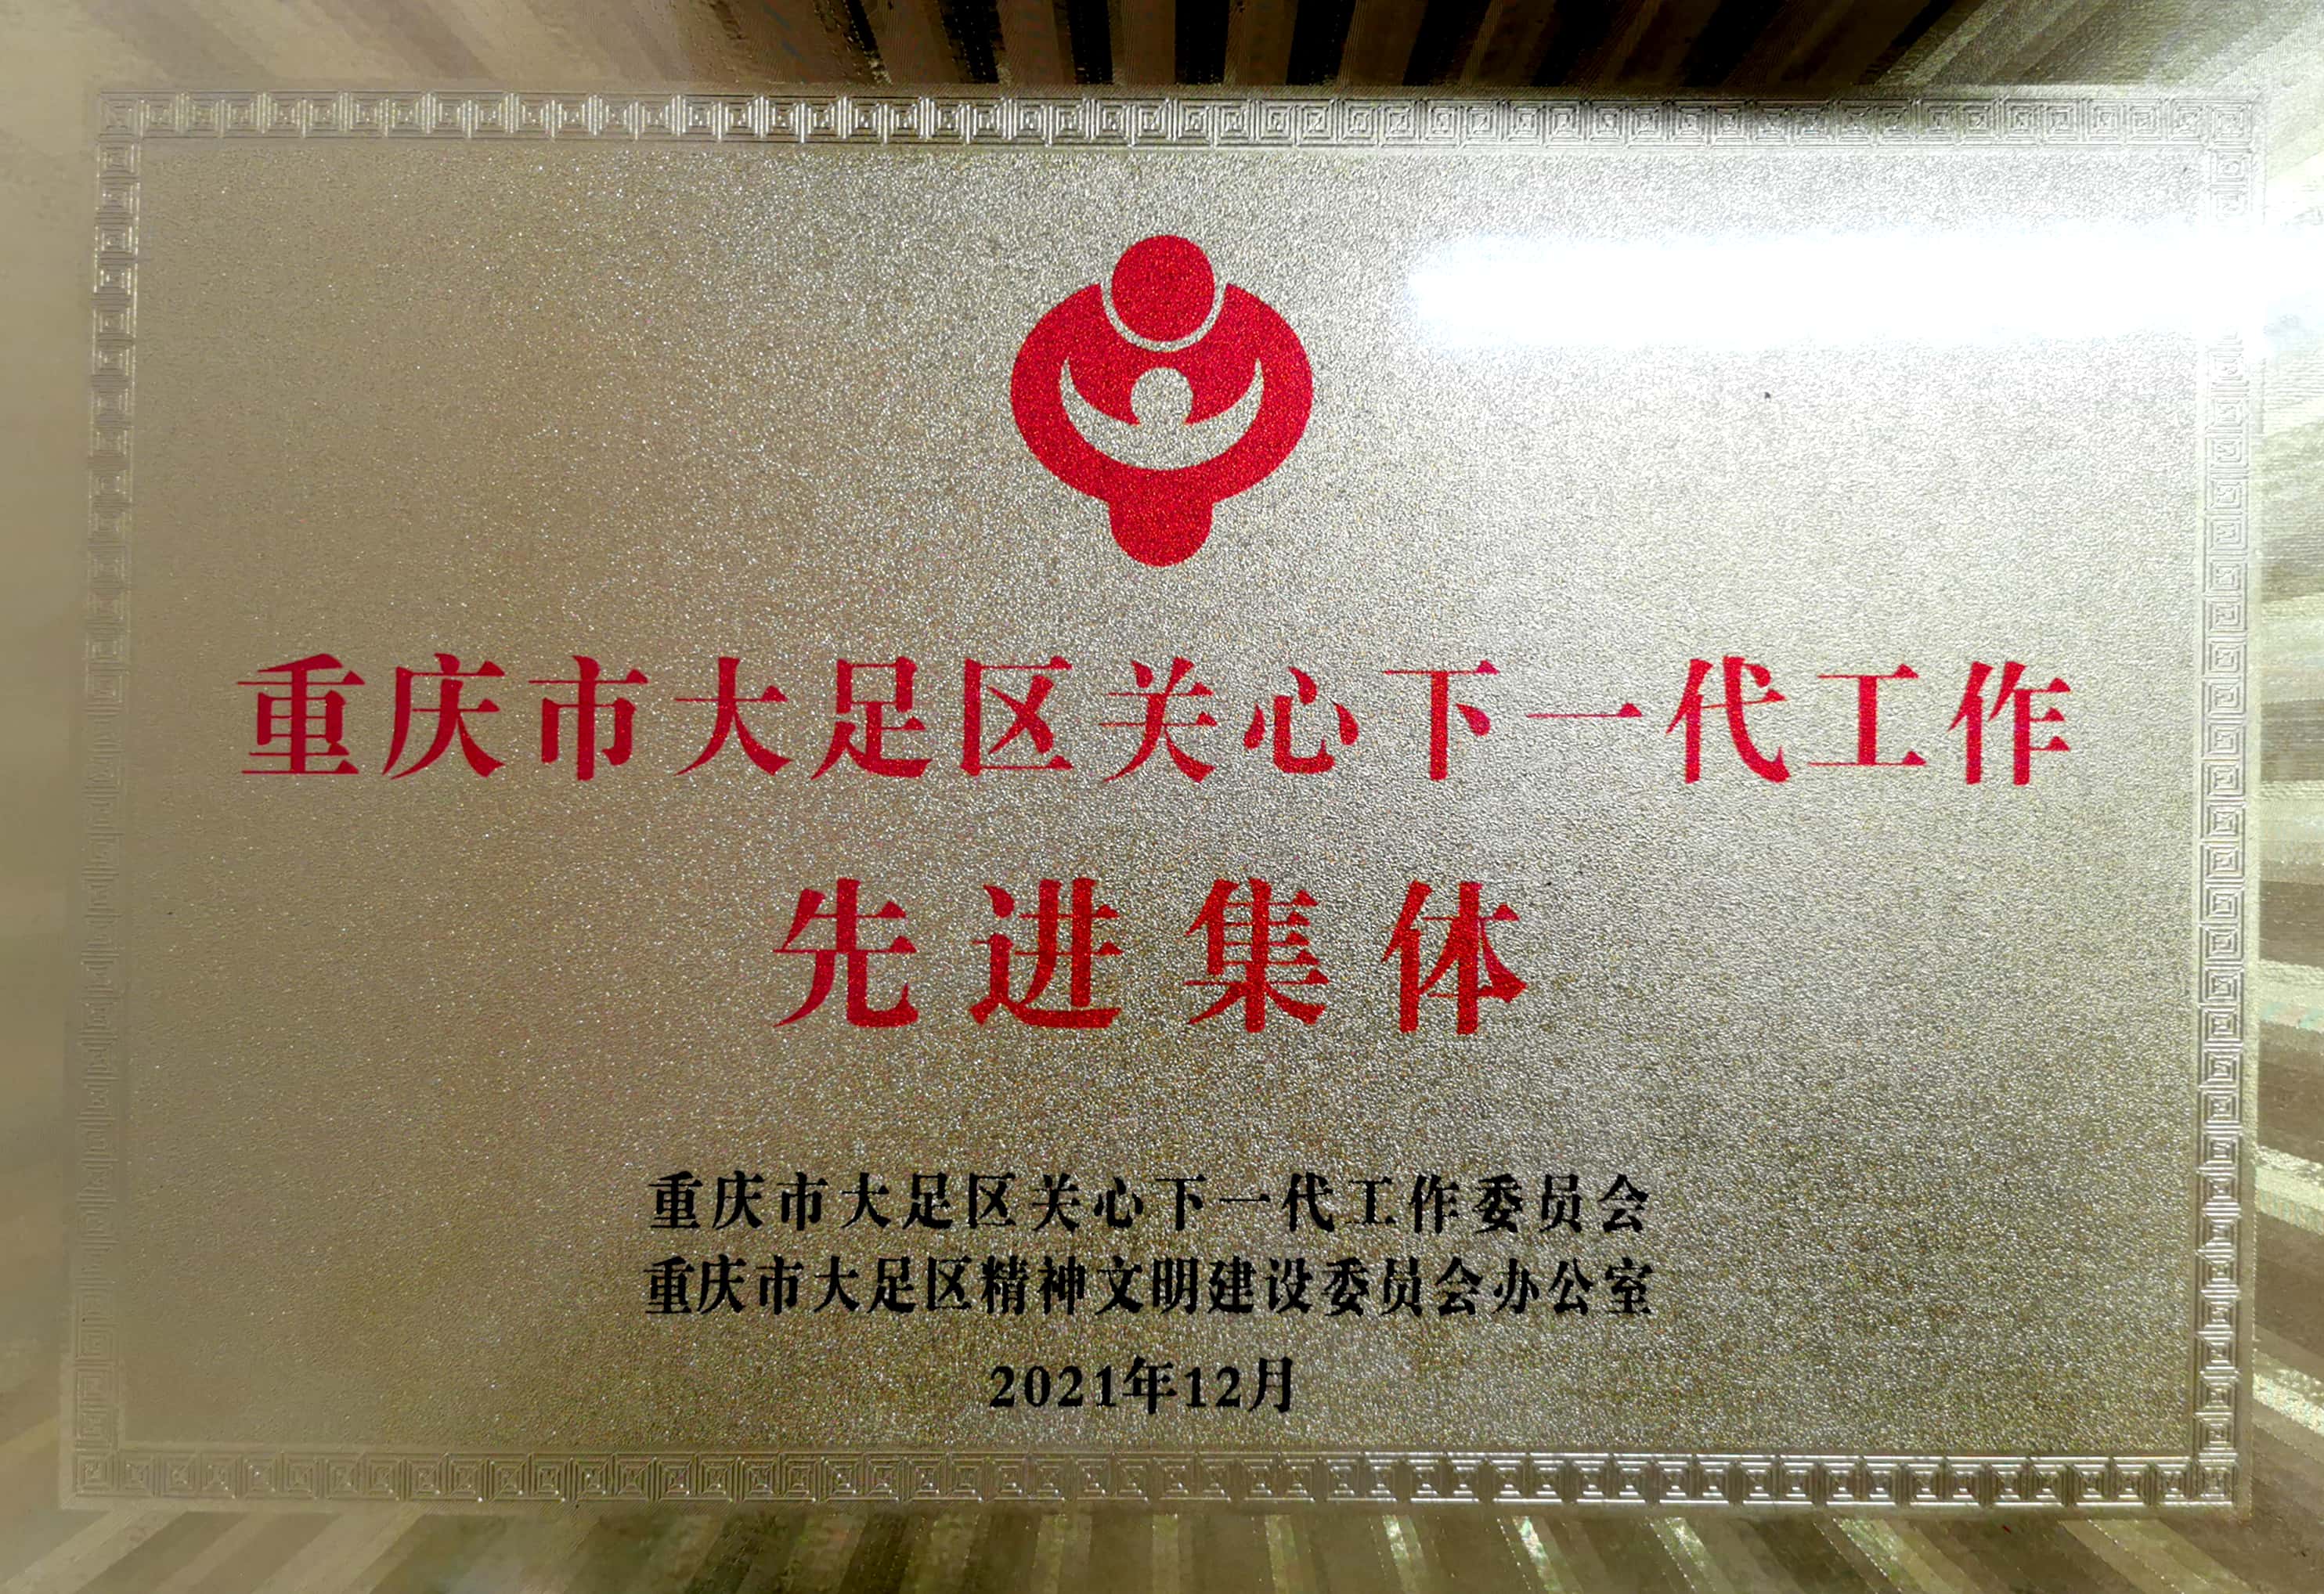 重庆市大足区关心下一代工作
先进集体
重庆市大足区关心下一代工作委员会
重庆市大足区精神文明建设委员会办公室
2021年12月